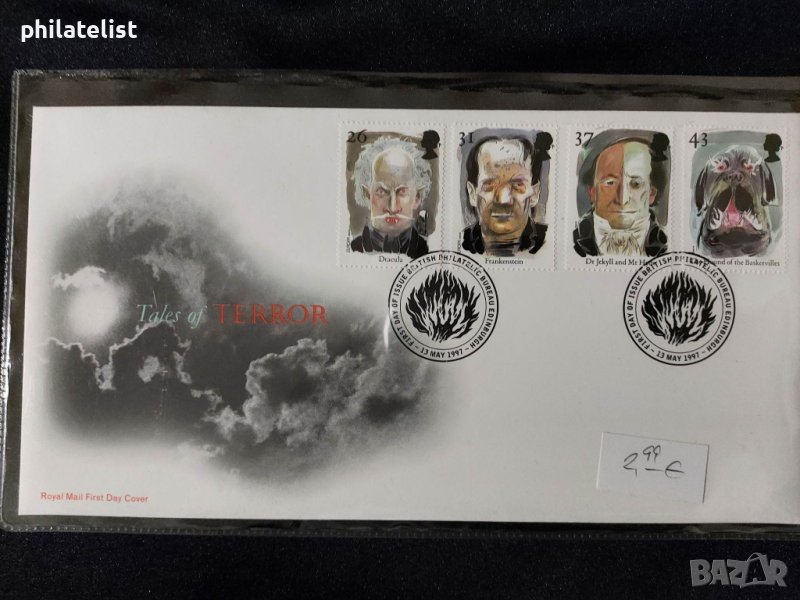 philatelist
26
31
37
43
Dracula
Frankenstein
Dr Jekyll and Mr
ound of the Baskervilles
FIRST DAY OF ISSUE BRITISH PHILATELIC BUREAU EDINBURGH
- 13 MAY 1997 -
FIRST DAY OF ISSUE BRITISH PHILATELIC BUREAU EDINBURGH
- 13 MAY 1997 -
Tales of TERROR
2,99 €
Royal Mail First Day Cover
BAZAR